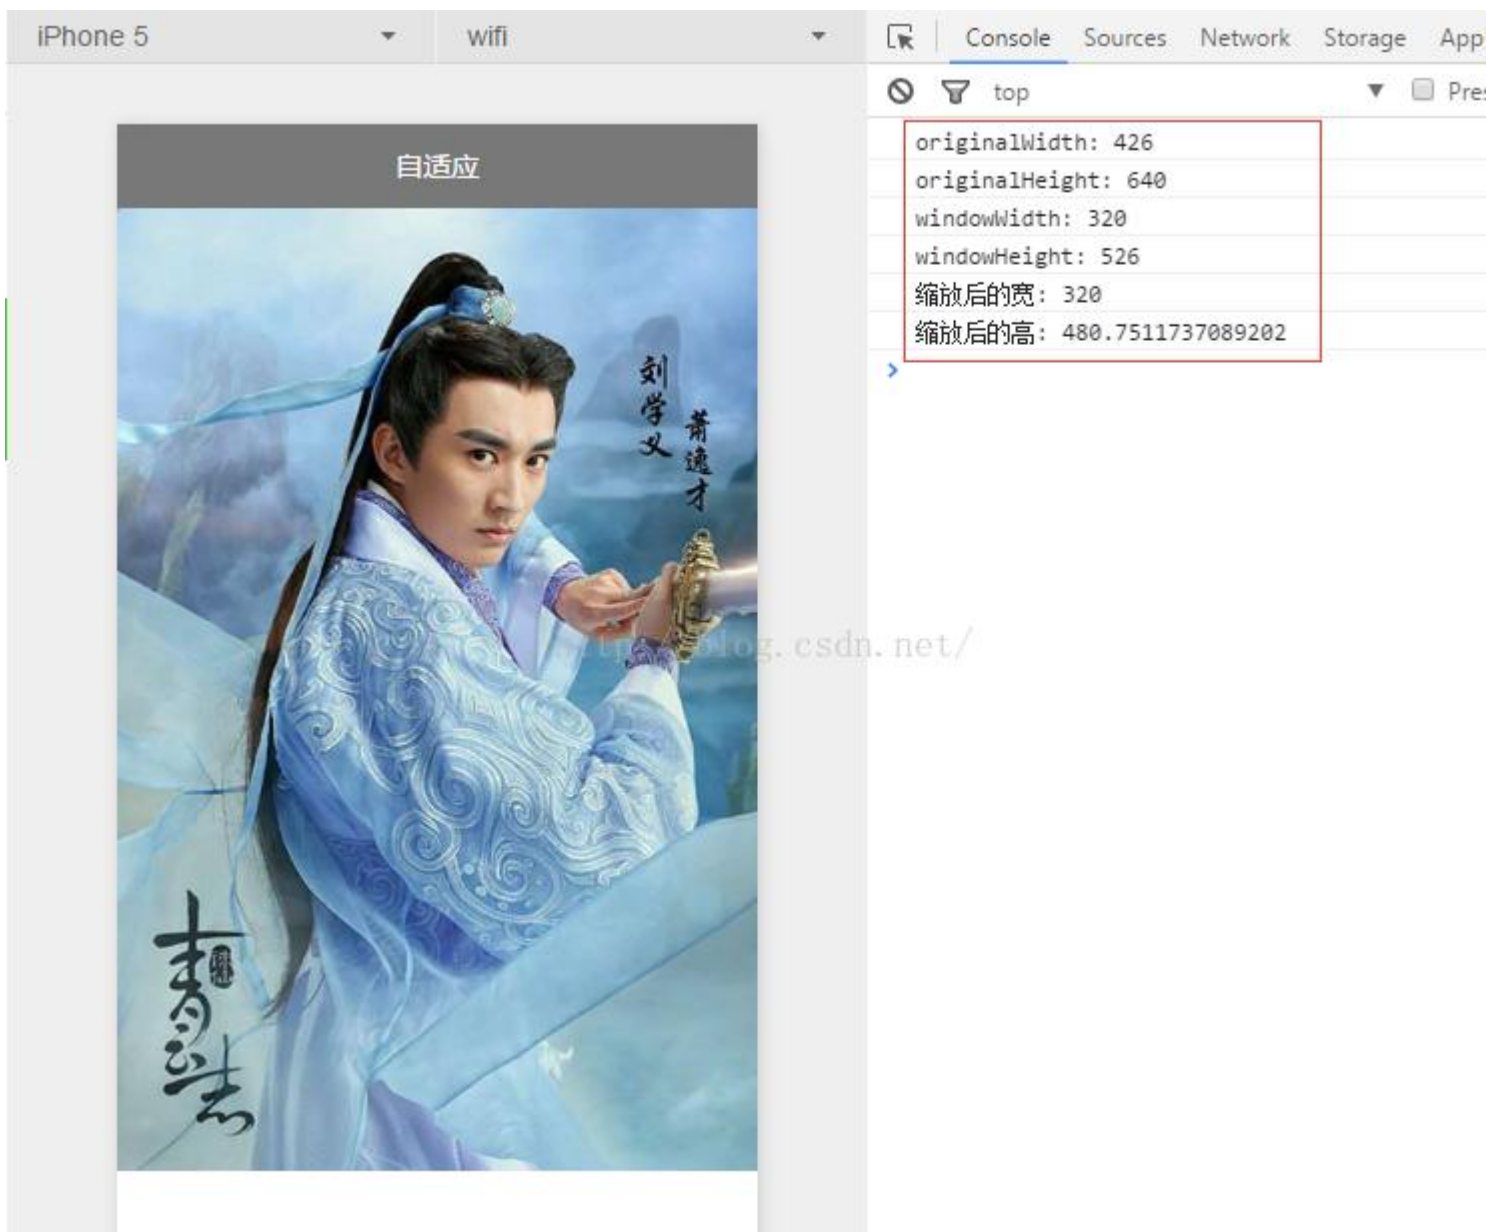 iPhone 5
wifi
Console Sources Network Storage App
top
Pres
自适应
originalWidth: 426
originalHeight: 640
windowWidth: 320
windowHeight: 526
缩放后的宽: 320
缩放后的高: 480.7511737089202
刘学义
萧逸才
青云志
blog.csdn.net/